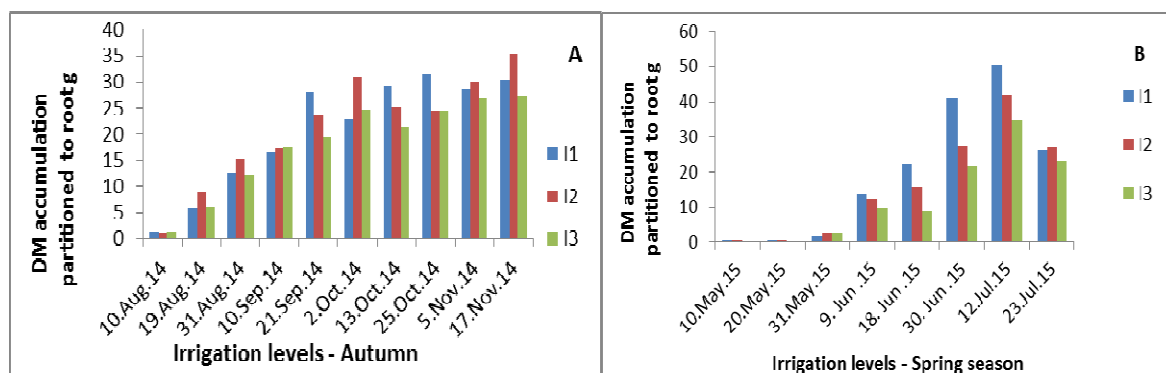 A
DM accumulation
partitioned to root g
40
35
30
25
20
15
10
5
0
I1
I2
I3
10.Aug.14
19.Aug.14
31.Aug.14
10.Sep.14
21.Sep.14
2.Oct.14
13.Oct.14
25.Oct.14
5.Nov.14
17.Nov.14
Irrigation levels - Autumn
B
DM accumulation
partitioned to root g
60
50
40
30
20
10
0
I1
I2
I3
10.May.15
20.May.15
31.May.15
9.Jun .15
18.Jun .15
30.Jun .15
12.Jul.15
23.Jul.15
Irrigation levels - Spring season